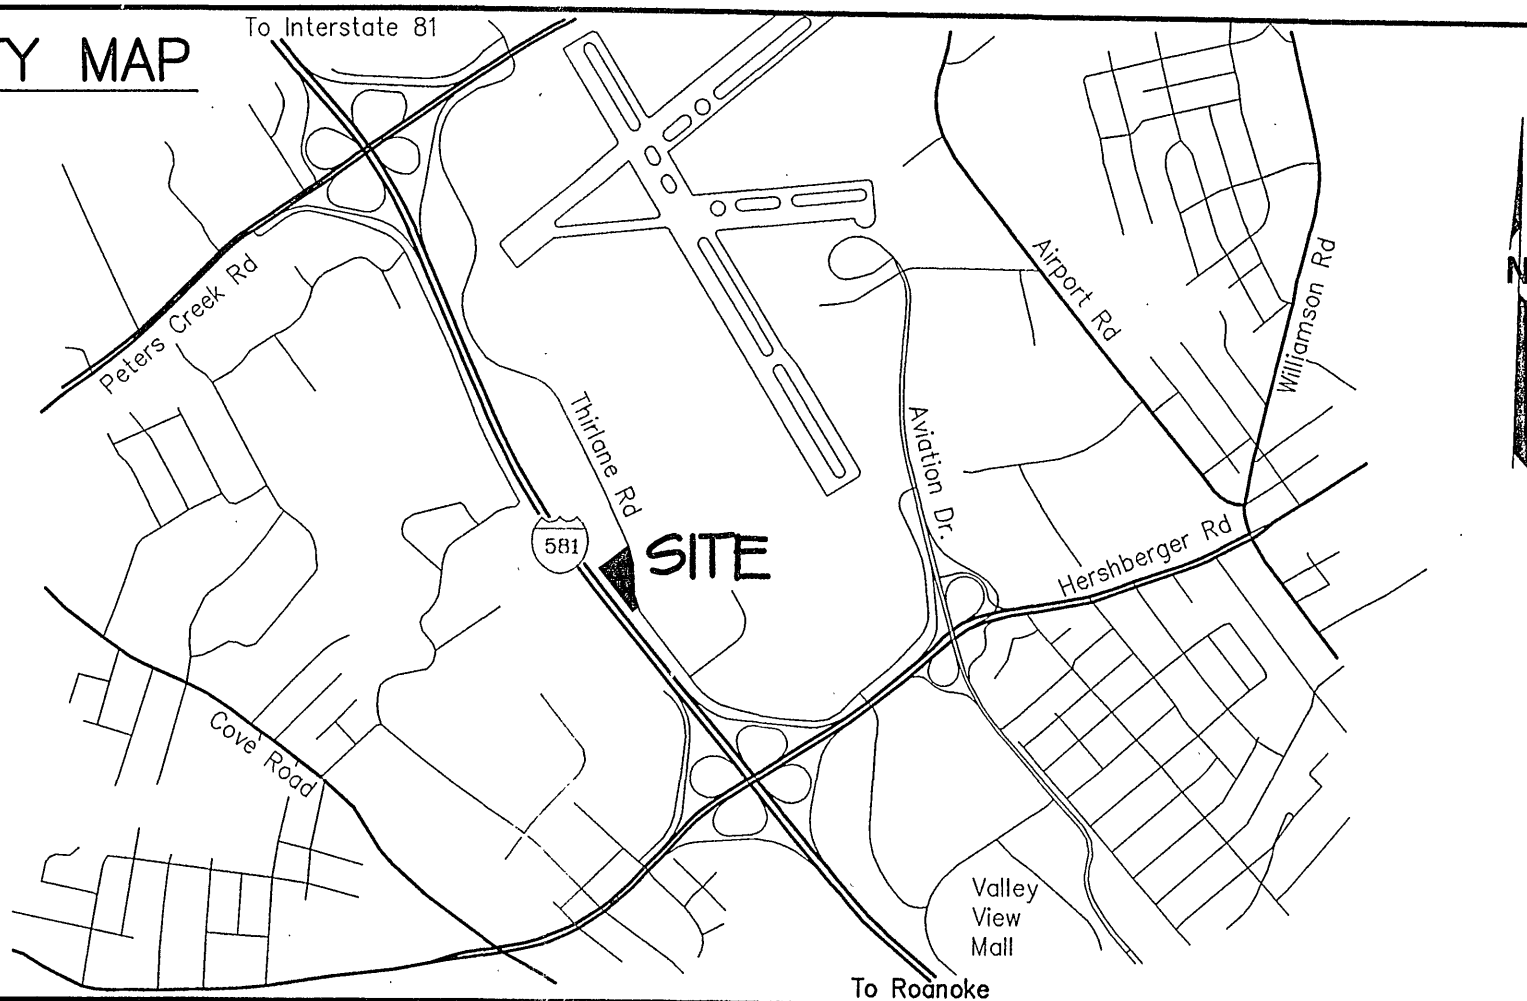 To Interstate 81
TY MAP
Peters Creek Rd
Thirlane Rd
Airport Rd
Williamson Rd
N
Aviation Dr.
581
SITE
Hershberger Rd
Cove Road
Valley
View
Mall
To Roanoke